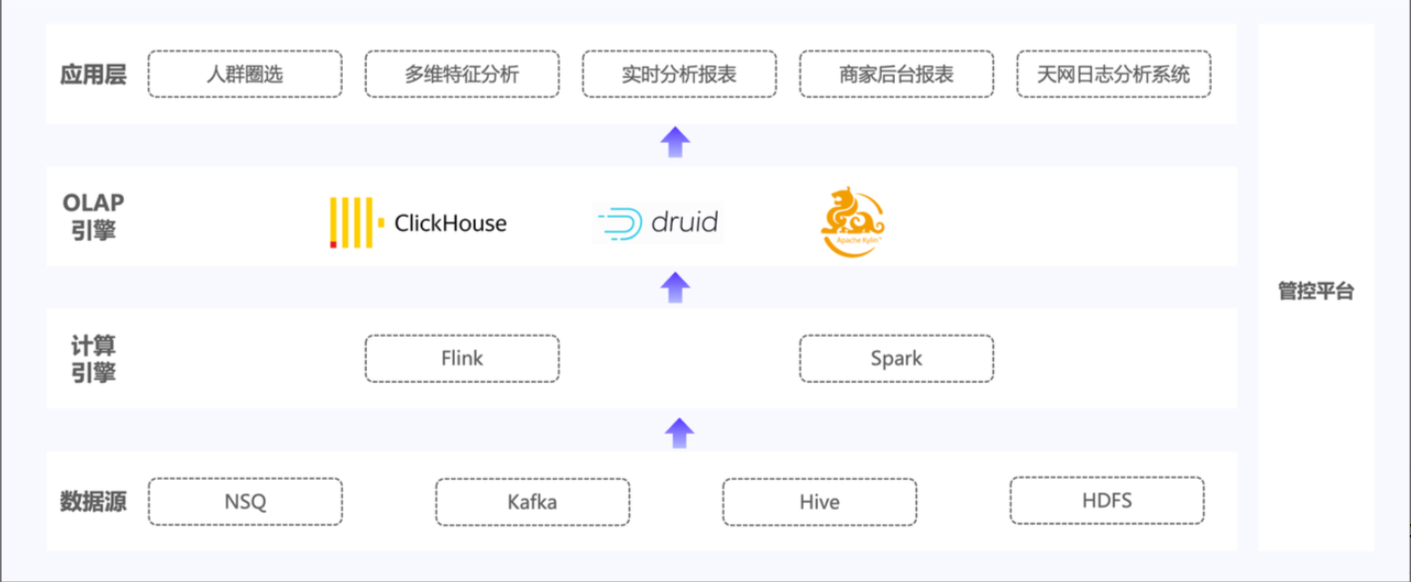 应用层
人群圈选
多维特征分析
实时分析报表
商家后台报表
天网日志分析系统
OLAP
引擎
ClickHouse
druid
Apache Kylin™
计算
引擎
Flink
Spark
数据源
NSQ
Kafka
Hive
HDFS
管控平台